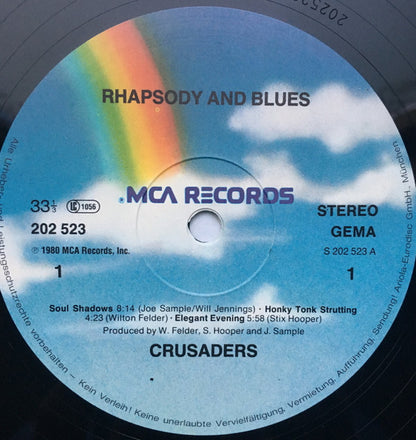 RHAPSODY AND BLUES
MCA RECORDS
33⅓ LC 1056
202 523
℗ 1980 MCA Records, Inc.
1
STEREO
GEMA
S 202 523 A
1
Soul Shadows 8:14 (Joe Sample/Will Jennings) · Honky Tonk Strutting
4:23 (Wilton Felder) · Elegant Evening 5:58 (Stix Hooper)
Produced by W. Felder, S. Hooper and J. Sample
CRUSADERS
Alle Urheber- und Leistungsschutzrechte vorbehalten – Kein Verleih! Keine unerlaubte Vervielfältigung, Vermietung, Aufführung, Sendung! Ariola-Eurodisc GmbH, München